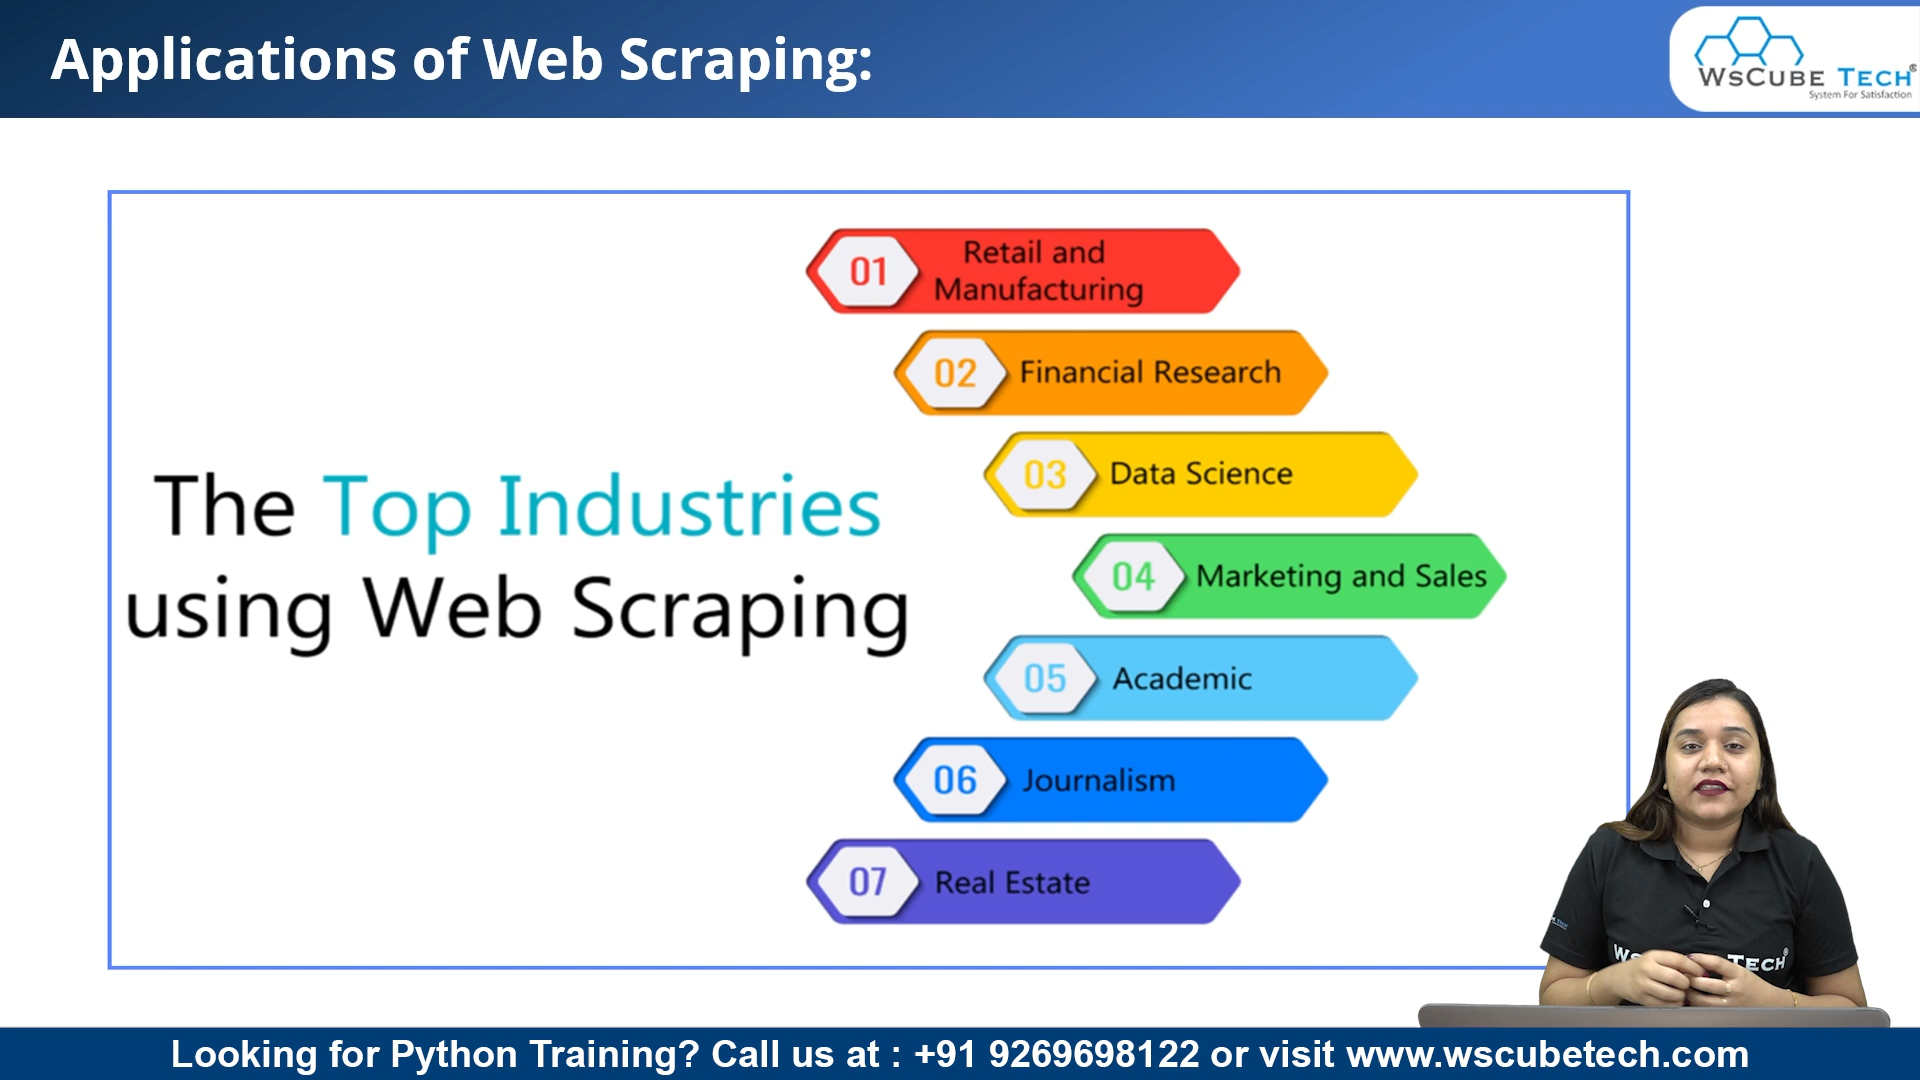 Applications of Web Scraping:
WSCUBE TECH
System For Satisfaction
The Top Industries
using Web Scraping
01
Retail and
Manufacturing
02 Financial Research
03 Data Science
04 Marketing and Sales
05 Academic
06 Journalism
07 Real Estate
TECH
Looking for Python Training? Call us at : +91 9269698122 or visit www.wscubetech.com